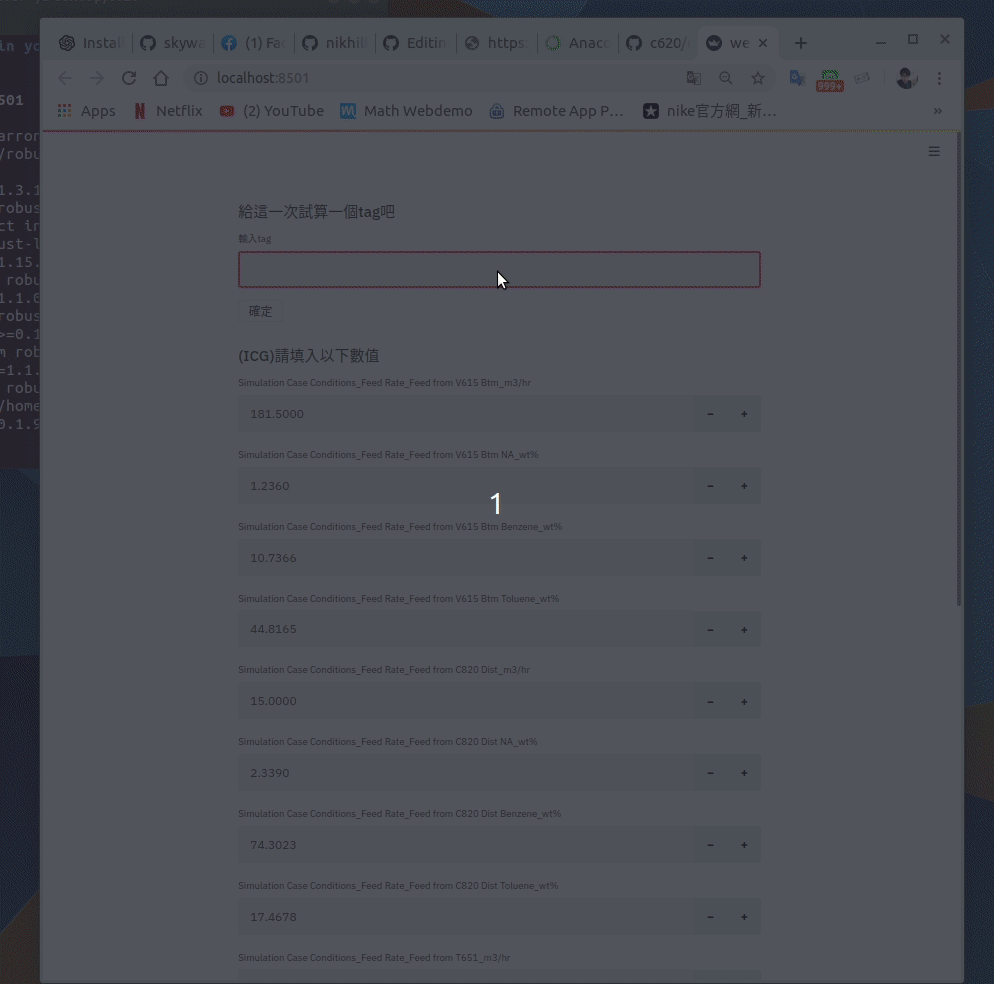 Instal skywa (1) Fac nikhil Editin https: Anaco c620/ we
localhost:8501
999+
Apps Netflix (2) YouTube Math Webdemo Remote App P... nike官方網_新... »
in yo
501
arron
/robu
1.3.1
robus
ct in
ust-l
1.15.
robu
1.1.0
robus
>=0.1
m rob
=1.1.
robu
/home
0.1.9
給這一次試算一個tag吧
輸入tag
確定
(ICG)請填入以下數值
Simulation Case Conditions_Feed Rate_Feed from V615 Btm_m3/hr
181.5000 − +
Simulation Case Conditions_Feed Rate_Feed from V615 Btm NA_wt%
1.2360 − +
1
Simulation Case Conditions_Feed Rate_Feed from V615 Btm Benzene_wt%
10.7366 − +
Simulation Case Conditions_Feed Rate_Feed from V615 Btm Toluene_wt%
44.8165 − +
Simulation Case Conditions_Feed Rate_Feed from C820 Dist_m3/hr
15.0000 − +
Simulation Case Conditions_Feed Rate_Feed from C820 Dist NA_wt%
2.3390 − +
Simulation Case Conditions_Feed Rate_Feed from C820 Dist Benzene_wt%
74.3023 − +
Simulation Case Conditions_Feed Rate_Feed from C820 Dist Toluene_wt%
17.4678 − +
Simulation Case Conditions_Feed Rate_Feed from T651_m3/hr